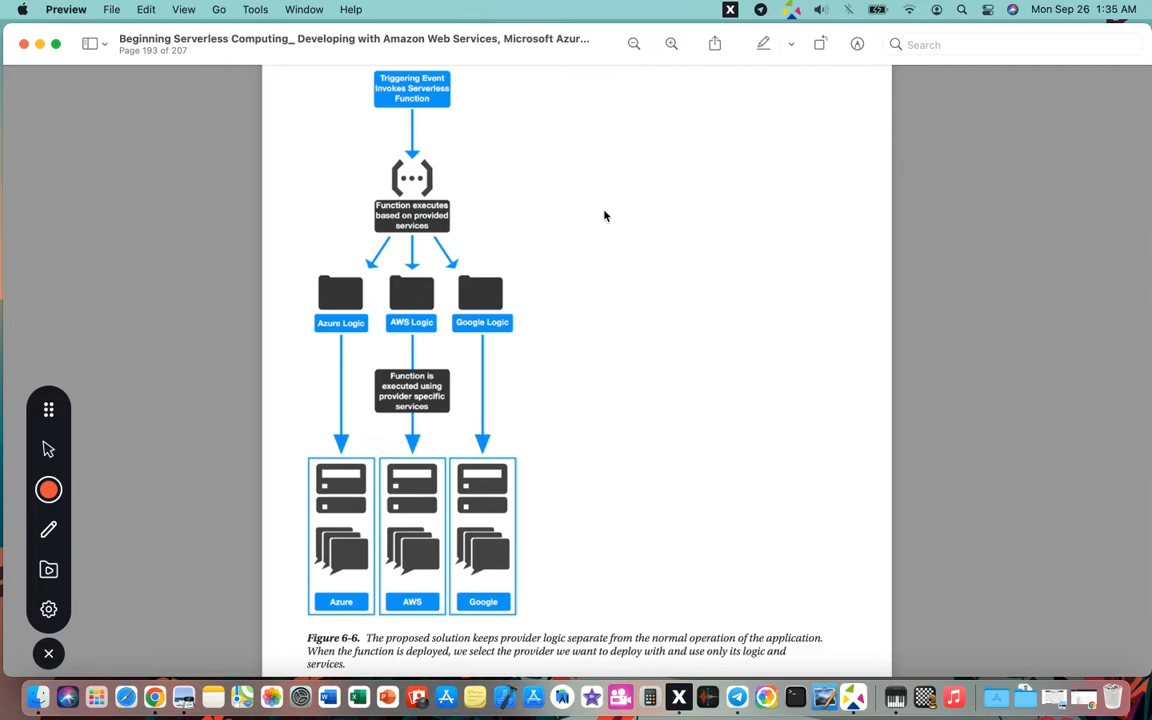 Preview File Edit View Go Tools Window Help Mon Sep 26 1:35 AM
Beginning Serverless Computing_ Developing with Amazon Web Services, Microsoft Azur...
Page 193 of 207
Search
Triggering Event
Invokes Serverless
Function
Function executes
based on provided
services
Azure Logic AWS Logic Google Logic
Function is
executed using
provider specific
services
Azure AWS Google
Figure 6-6. The proposed solution keeps provider logic separate from the normal operation of the application.
When the function is deployed, we select the provider we want to deploy with and use only its logic and
services.